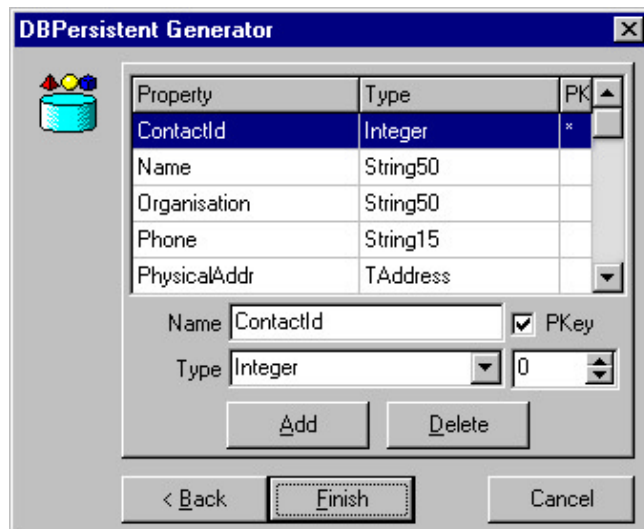 DBPersistent Generator
Property Type PK
ContactId Integer *
Name String50
Organisation String50
Phone String15
PhysicalAddr TAddress
Name ContactId PKey
Type Integer 0
Add Delete
< Back Finish Cancel